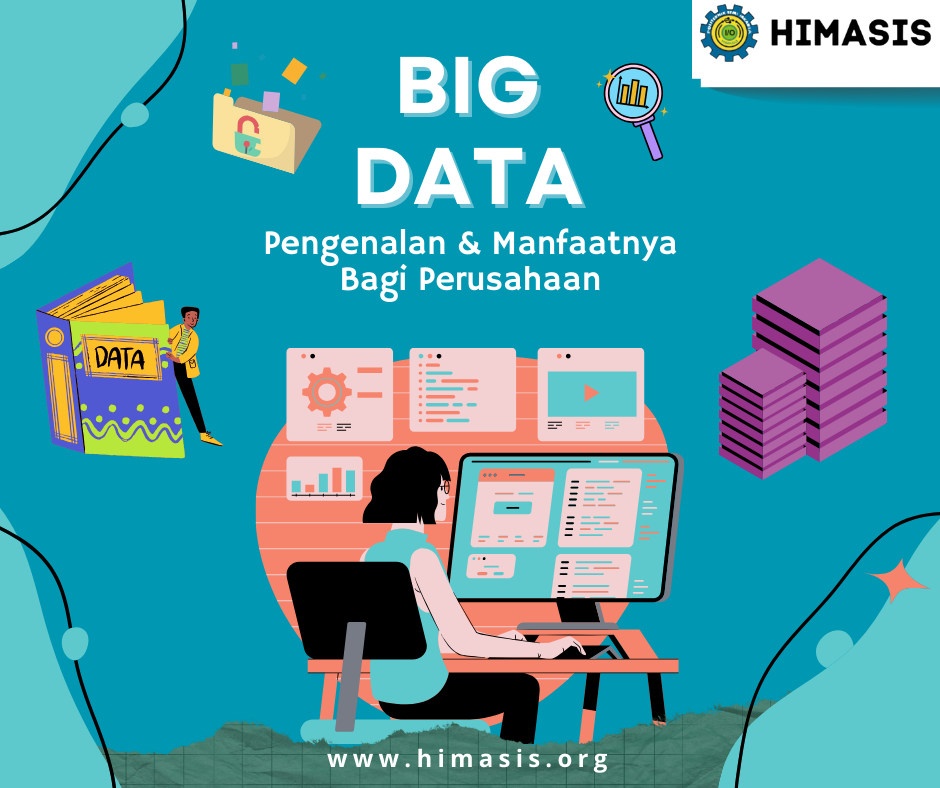 HIMASIS
BIG
DATA
Pengenalan & Manfaatnya
Bagi Perusahaan
DATA
www.himasis.org